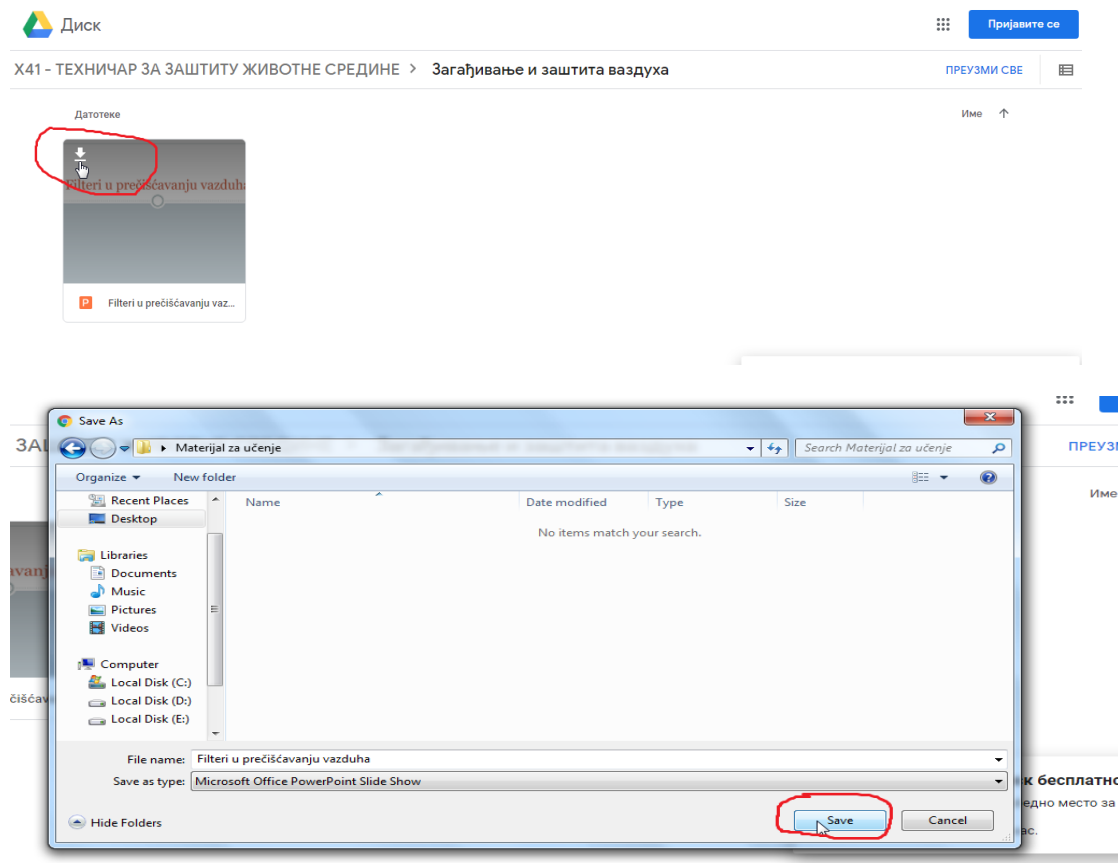 Диск
Пријавите се
X41 - ТЕХНИЧАР ЗА ЗАШТИТУ ЖИВОТНЕ СРЕДИНЕ > Загађивање и заштита ваздуха
ПРЕУЗМИ СВЕ
Датотеке
Име
Filteri u prečišćavanju vazduha
P Filteri u prečišćavanju vaz...
Save As
ЗАШ
Materijal za učenje
Search Materijal za učenje
ПРЕУЗМ
Organize
New folder
Recent Places
Name
Date modified
Type
Size
Име
Desktop
No items match your search.
Libraries
Documents
Music
Pictures
Videos
Computer
Local Disk (C:)
Local Disk (D:)
Local Disk (E:)
čišćav
File name: Filteri u prečišćavanju vazduha
Save as type: Microsoft Office PowerPoint Slide Show
к бесплатно
едно место за
Hide Folders
Save
Cancel
ас.